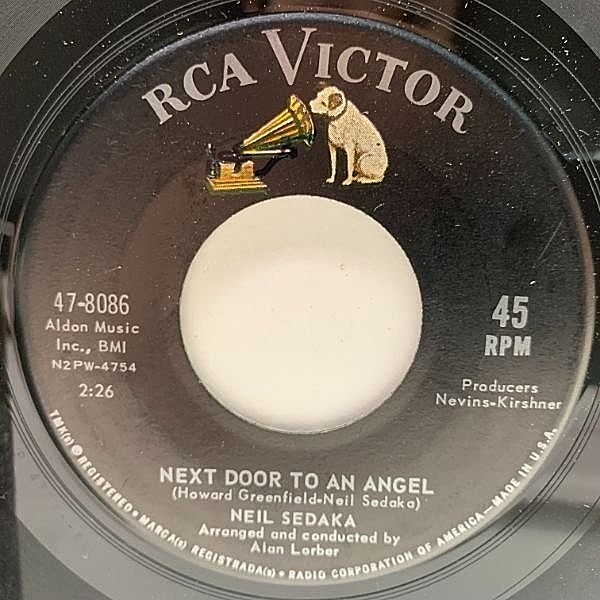 RCA VICTOR
47-8086
Aldon Music
Inc., BMI
N2PW-4754
2:26
45
RPM
Producers
Nevins-Kirshner
NEXT DOOR TO AN ANGEL
(Howard Greenfield-Neil Sedaka)
NEIL SEDAKA
Arranged and conducted by
Alan Lorber
TMK(s) ® REGISTERED • MARCA(s) REGISTRADA(s) • RADIO CORPORATION OF AMERICA—MADE IN U.S.A.